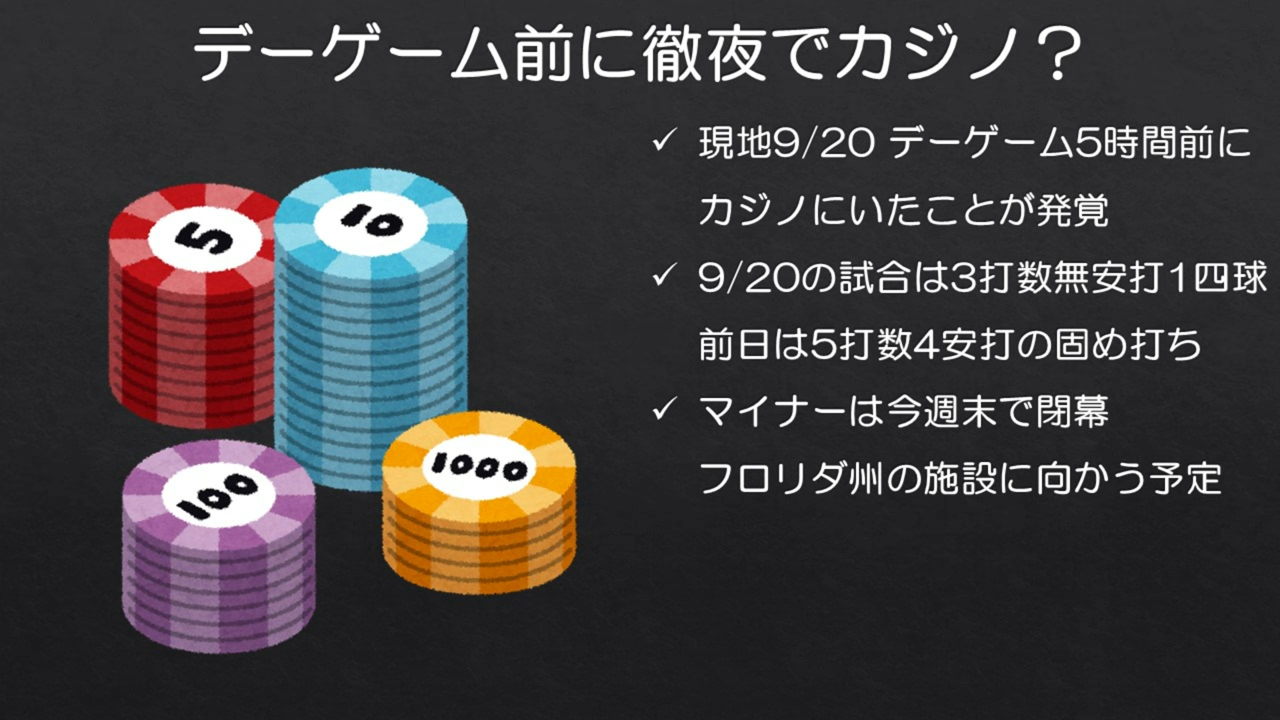 デーゲーム前に徹夜でカジノ？
✓ 現地9/20 デーゲーム5時間前に
カジノにいたことが発覚
✓ 9/20の試合は3打数無安打1四球
前日は5打数4安打の固め打ち
✓ マイナーは今週末で閉幕
フロリダ州の施設に向かう予定
5
10
100
1000